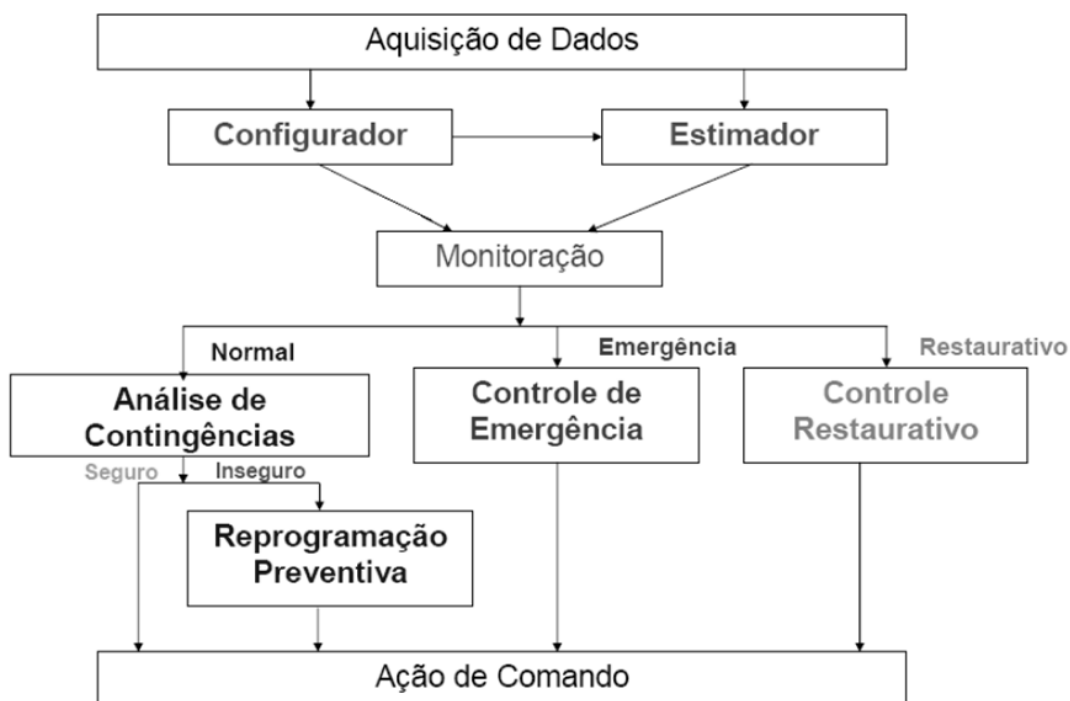 Aquisição de Dados
Configurador
Estimador
Monitoração
Normal
Emergência
Restaurativo
Análise de
Contingências
Controle de
Emergência
Controle
Restaurativo
Seguro
Inseguro
Reprogramação
Preventiva
Ação de Comando